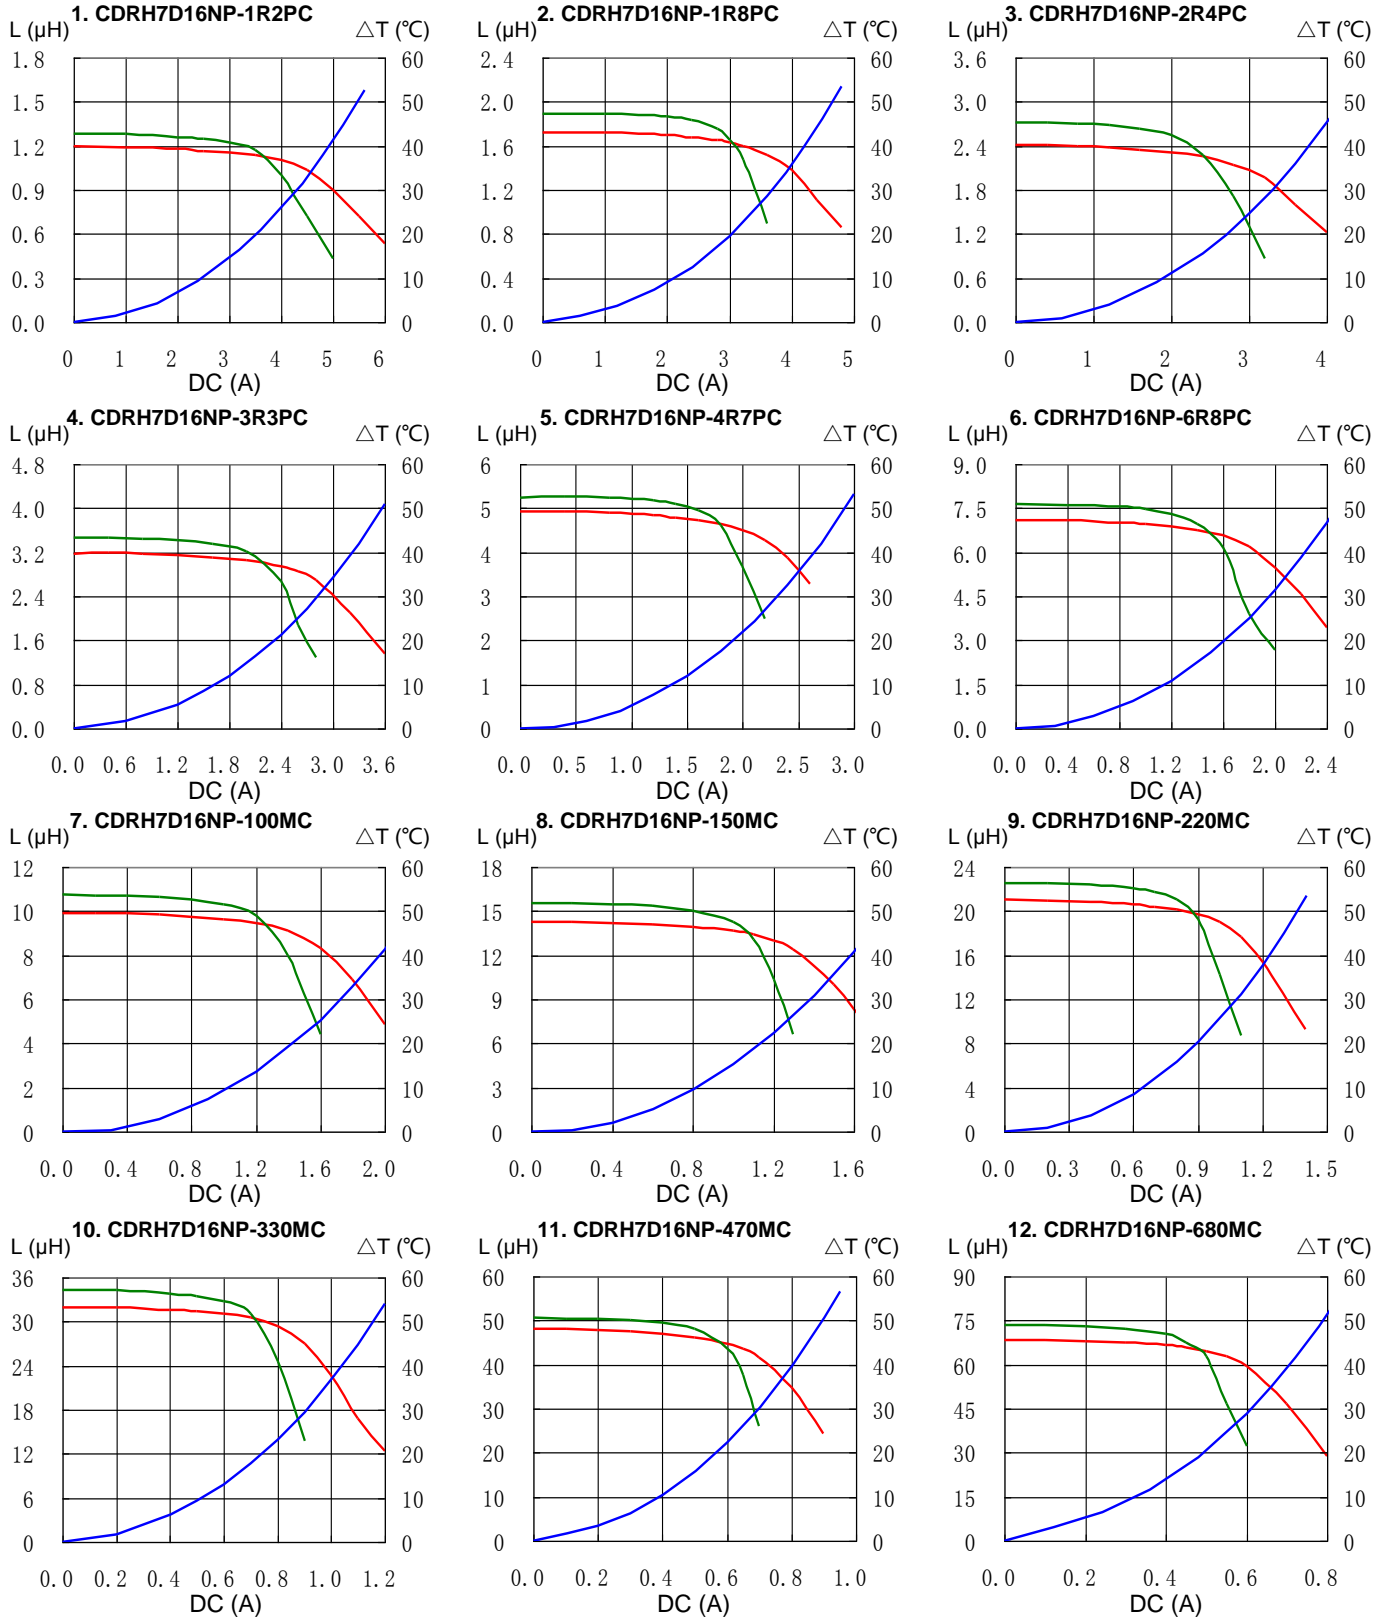 1. CDRH7D16NP-1R2PC
L (μH) △T (℃)
1.8 60
1.5 50
1.2 40
0.9 30
0.6 20
0.3 10
0.0 0
0 1 2 3 4 5 6
DC (A)
2. CDRH7D16NP-1R8PC
L (μH) △T (℃)
2.4 60
2.0 50
1.6 40
1.2 30
0.8 20
0.4 10
0.0 0
0 1 2 3 4 5
DC (A)
3. CDRH7D16NP-2R4PC
L (μH) △T (℃)
3.6 60
3.0 50
2.4 40
1.8 30
1.2 20
0.6 10
0.0 0
0 1 2 3 4
DC (A)
4. CDRH7D16NP-3R3PC
L (μH) △T (℃)
4.8 60
4.0 50
3.2 40
2.4 30
1.6 20
0.8 10
0.0 0
0.0 0.6 1.2 1.8 2.4 3.0 3.6
DC (A)
5. CDRH7D16NP-4R7PC
L (μH) △T (℃)
6 60
5 50
4 40
3 30
2 20
1 10
0 0
0.0 0.5 1.0 1.5 2.0 2.5 3.0
DC (A)
6. CDRH7D16NP-6R8PC
L (μH) △T (℃)
9.0 60
7.5 50
6.0 40
4.5 30
3.0 20
1.5 10
0.0 0
0.0 0.4 0.8 1.2 1.6 2.0 2.4
DC (A)
7. CDRH7D16NP-100MC
L (μH) △T (℃)
12 60
10 50
8 40
6 30
4 20
2 10
0 0
0.0 0.4 0.8 1.2 1.6 2.0
DC (A)
8. CDRH7D16NP-150MC
L (μH) △T (℃)
18 60
15 50
12 40
9 30
6 20
3 10
0 0
0.0 0.4 0.8 1.2 1.6
DC (A)
9. CDRH7D16NP-220MC
L (μH) △T (℃)
24 60
20 50
16 40
12 30
8 20
4 10
0 0
0.0 0.3 0.6 0.9 1.2 1.5
DC (A)
10. CDRH7D16NP-330MC
L (μH) △T (℃)
36 60
30 50
24 40
18 30
12 20
6 10
0 0
0.0 0.2 0.4 0.6 0.8 1.0 1.2
DC (A)
11. CDRH7D16NP-470MC
L (μH) △T (℃)
60 60
50 50
40 40
30 30
20 20
10 10
0 0
0.0 0.2 0.4 0.6 0.8 1.0
DC (A)
12. CDRH7D16NP-680MC
L (μH) △T (℃)
90 60
75 50
60 40
45 30
30 20
15 10
0 0
0.0 0.2 0.4 0.6 0.8
DC (A)